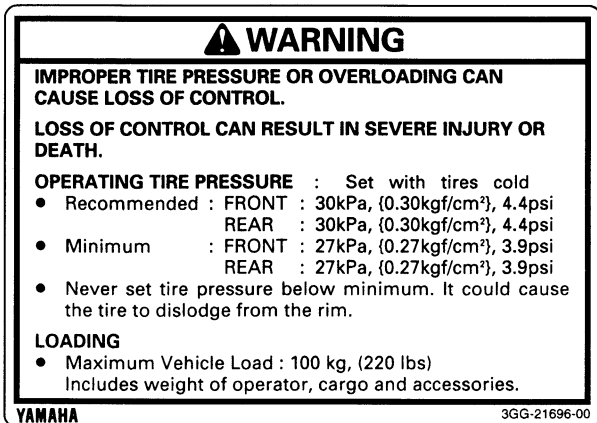 WARNING
IMPROPER TIRE PRESSURE OR OVERLOADING CAN
CAUSE LOSS OF CONTROL.
LOSS OF CONTROL CAN RESULT IN SEVERE INJURY OR
DEATH.
OPERATING TIRE PRESSURE : Set with tires cold
● Recommended : FRONT : 30kPa, {0.30kgf/cm²}, 4.4psi
REAR : 30kPa, {0.30kgf/cm²}, 4.4psi
● Minimum : FRONT : 27kPa, {0.27kgf/cm²}, 3.9psi
REAR : 27kPa, {0.27kgf/cm²}, 3.9psi
● Never set tire pressure below minimum. It could cause
the tire to dislodge from the rim.
LOADING
● Maximum Vehicle Load : 100 kg, (220 lbs)
Includes weight of operator, cargo and accessories.
YAMAHA 3GG-21696-00